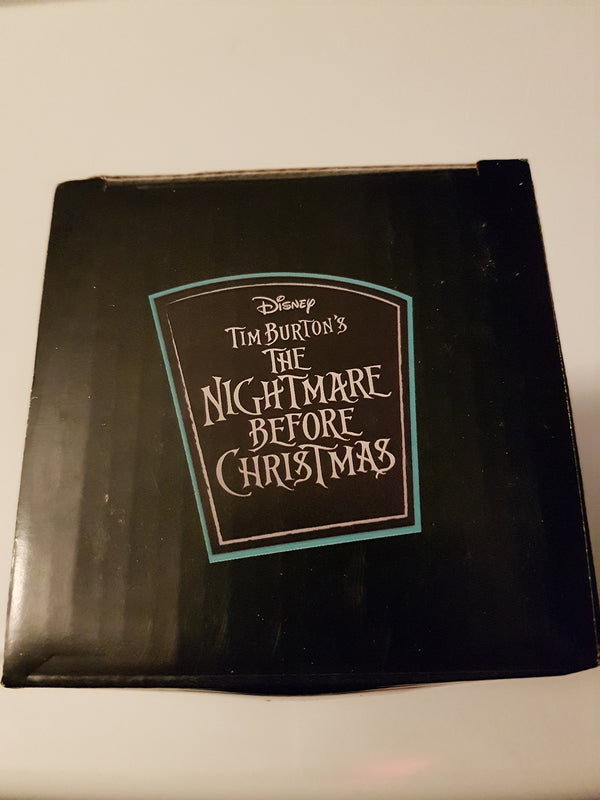 Disney
Tim Burton's
The
Nightmare
Before
Christmas